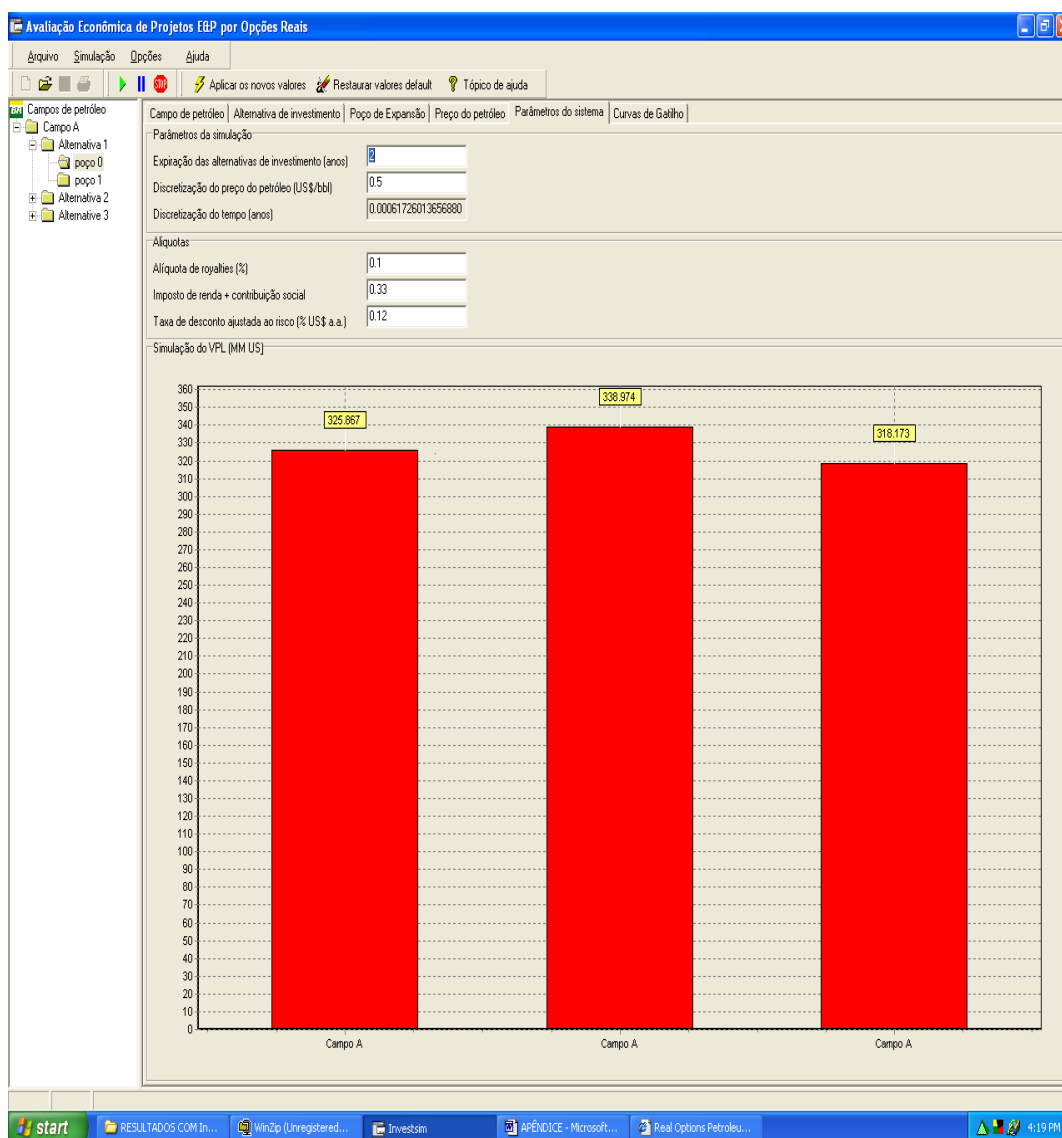 Avaliação Econômica de Projetos E&P por Opções Reais
Arquivo Simulação Opções Ajuda
STOP Aplicar os novos valores Restaurar valores default Tópico de ajuda
Campos de petróleo
Campo A
Alternativa 1
poço 0
poço 1
Alternativa 2
Alternative 3
Campo de petróleo Alternativa de investimento Poço de Expansão Preço do petróleo Parâmetros do sistema Curvas de Gatilho
Parâmetros da simulação
Expiração das alternativas de investimento (anos) 2
Discretização do preço do petróleo (US$/bbl) 0.5
Discretização do tempo (anos) 0.00061726013656880
Alíquotas
Alíquota de royalties (%) 0.1
Imposto de renda + contribuição social 0.33
Taxa de desconto ajustada ao risco (% US$ a.a.) 0.12
Simulação do VPL (MM US)
360
350
340
330
320
310
300
290
280
270
260
250
240
230
220
210
200
190
180
170
160
150
140
130
120
110
100
90
80
70
60
50
40
30
20
10
0
325.867
338.974
318.173
Campo A Campo A Campo A
start RESULTADOS COM In... WinZip (Unregistered... Investsim APÊNDICE - Microsoft... Real Options Petroleu... 4:19 PM